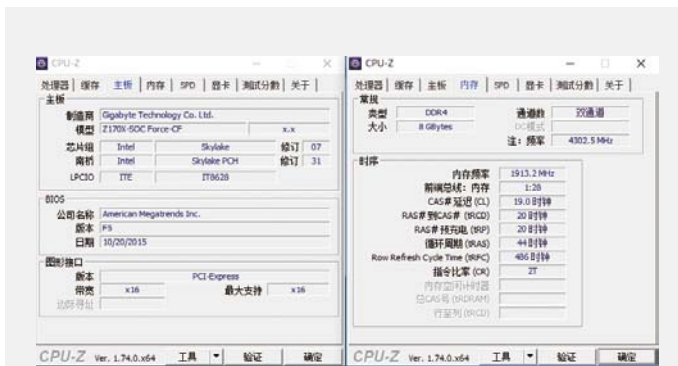 CPU-Z
处理器 缓存 主板 内存 SPD 显卡 测试分数 关于
主板
制造商 Gigabyte Technology Co. Ltd.
模型 Z170X-SOC Force-CF x.x
芯片组 Intel Skylake 修订 07
南桥 Intel Skylake PCH 修订 31
LPCIO ITE IT8628
BIOS
公司名称 American Megatrends Inc.
版本 F5
日期 10/20/2015
图形接口
版本 PCI-Express
带宽 x16 最大支持 x16
边际寻址
CPU-Z Ver. 1.74.0.x64 工具 验证 确定
CPU-Z
处理器 缓存 主板 内存 SPD 显卡 测试分数 关于
常规
类型 DDR4 通道数 双通道
大小 8 GBytes DC模式
注：频率 4302.5 MHz
时序
内存频率 1913.2 MHz
前端总线：内存 1:28
CAS# 延迟 (CL) 19.0 时钟
RAS# 到CAS# (tRCD) 20 时钟
RAS# 预充电 (tRP) 20 时钟
循环周期 (tRAS) 44 时钟
Row Refresh Cycle Time (tRFC) 486 时钟
指令比率 (CR) 2T
内存空闲计时器
总CAS号 (tRDRAM)
行至列 (tRCD)
CPU-Z Ver. 1.74.0.x64 工具 验证 确定